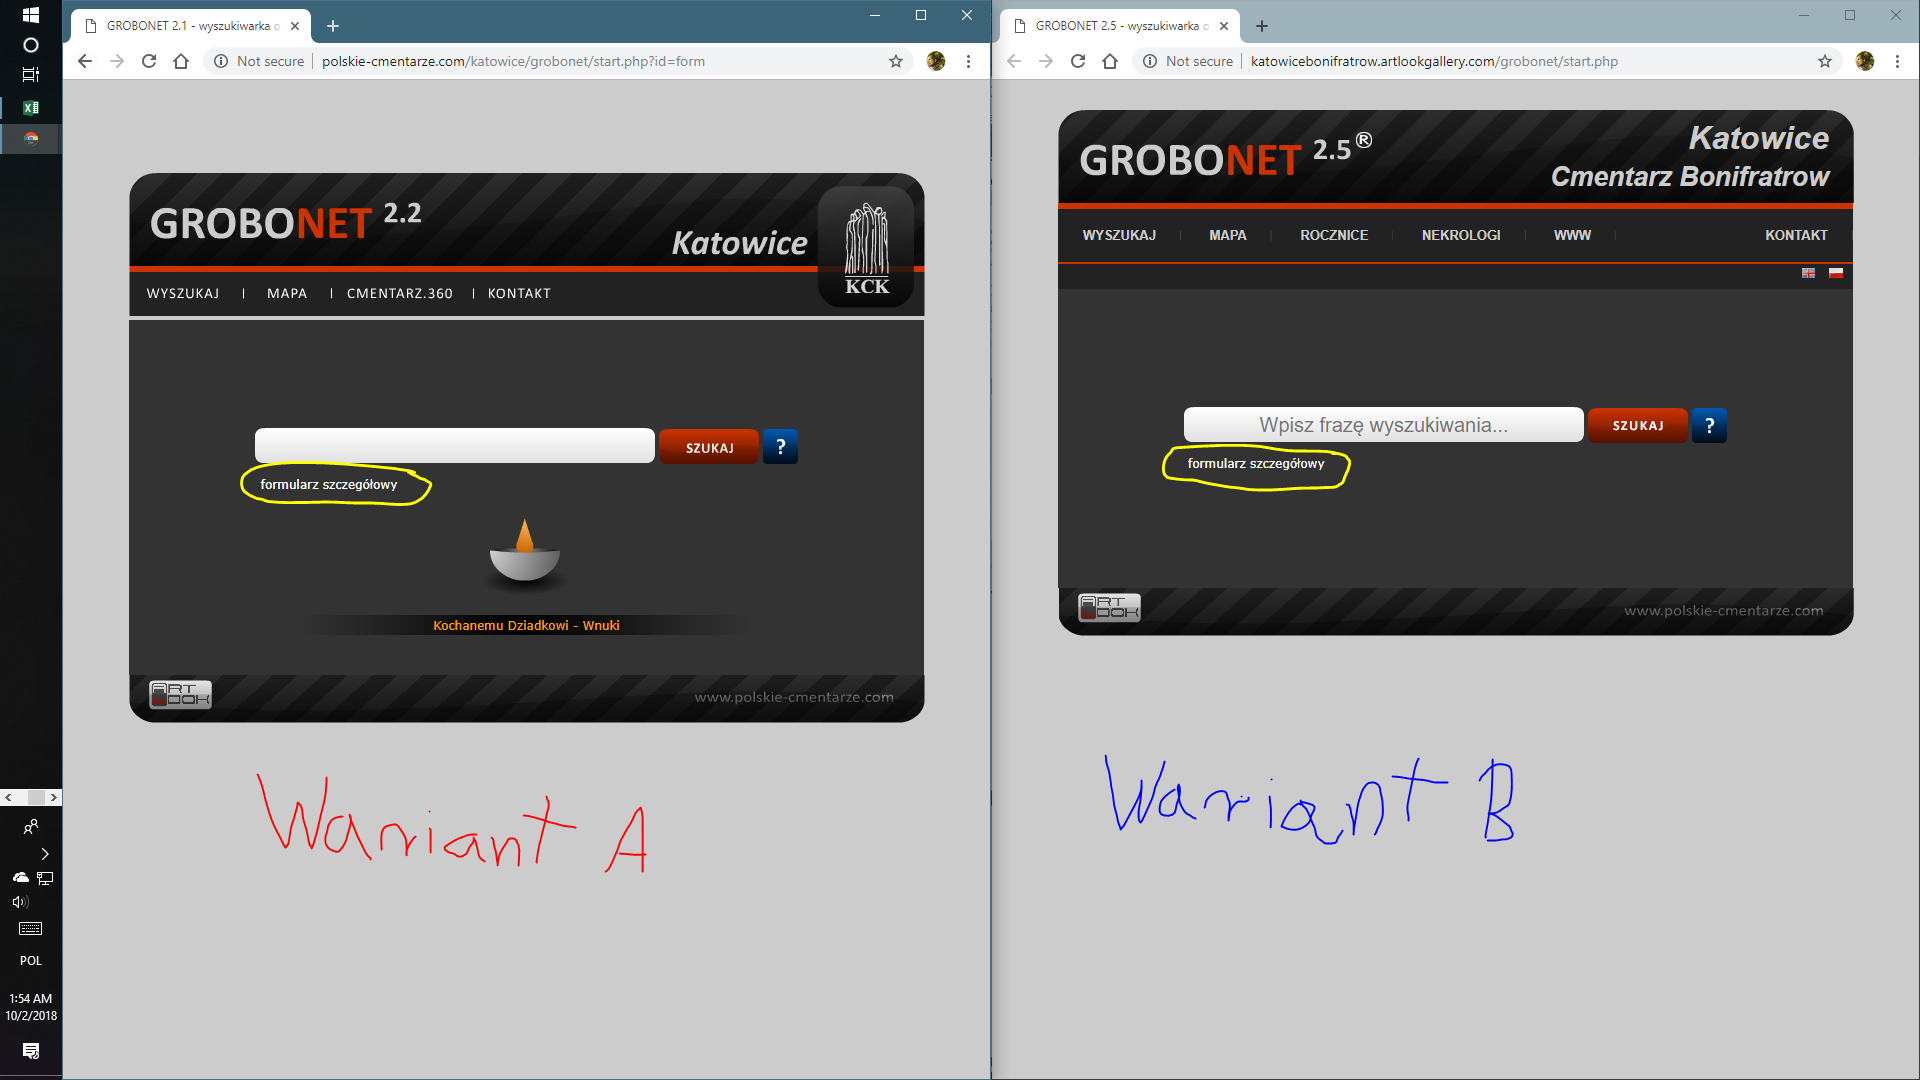 GROBONET 2.1 - wyszukiwarka o
Not secure
polskie-cmentarze.com/katowice/grobonet/start.php?id=form
GROBONET 2.2
Katowice
KCK
WYSZUKAJ | MAPA | CMENTARZ.360 | KONTAKT
SZUKAJ ?
formularz szczegółowy
Kochanemu Dziadkowi - Wnuki
ART LOOK
www.polskie-cmentarze.com
Wariant A
GROBONET 2.5 - wyszukiwarka o
Not secure
katowicebonifratrow.artlookgallery.com/grobonet/start.php
GROBONET 2.5®
Katowice
Cmentarz Bonifratrow
WYSZUKAJ | MAPA | ROCZNICE | NEKROLOGI | WWW | KONTAKT
Wpisz frazę wyszukiwania... SZUKAJ ?
formularz szczegółowy
ART LOOK
www.polskie-cmentarze.com
Wariant B
POL
1:54 AM
10/2/2018